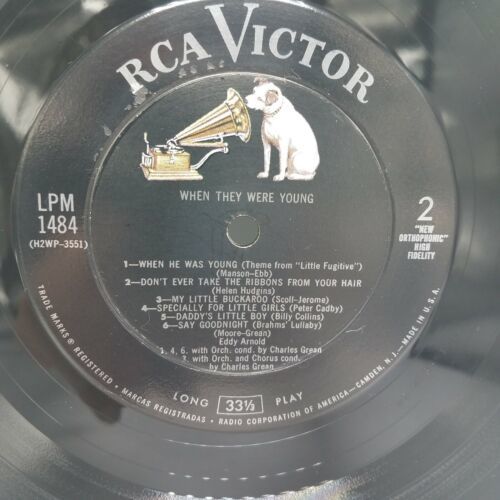 RCA VICTOR
WHEN THEY WERE YOUNG
LPM
1484
(H2WP-3551)
2
"NEW
ORTHOPHONIC"
HIGH
FIDELITY
1—WHEN HE WAS YOUNG (Theme from "Little Fugitive")
(Manson-Ebb)
2—DON'T EVER TAKE THE RIBBONS FROM YOUR HAIR
(Helen Hudgins)
3—MY LITTLE BUCKAROO (Scoll-Jerome)
4—SPECIALLY FOR LITTLE GIRLS (Peter Cadby)
5—DADDY'S LITTLE BOY (Billy Collins)
6—SAY GOODNIGHT (Brahms' Lullaby)
(Moore-Grean)
Eddy Arnold
1, 4, 6, with Orch. cond. by Charles Grean
3, with Orch. and Chorus cond.
by Charles Grean
LONG 33⅓ PLAY
TRADE MARKS ® REGISTERED • MARCAS REGISTRADAS • RADIO CORPORATION OF AMERICA—CAMDEN, N.J.—MADE IN U.S.A.